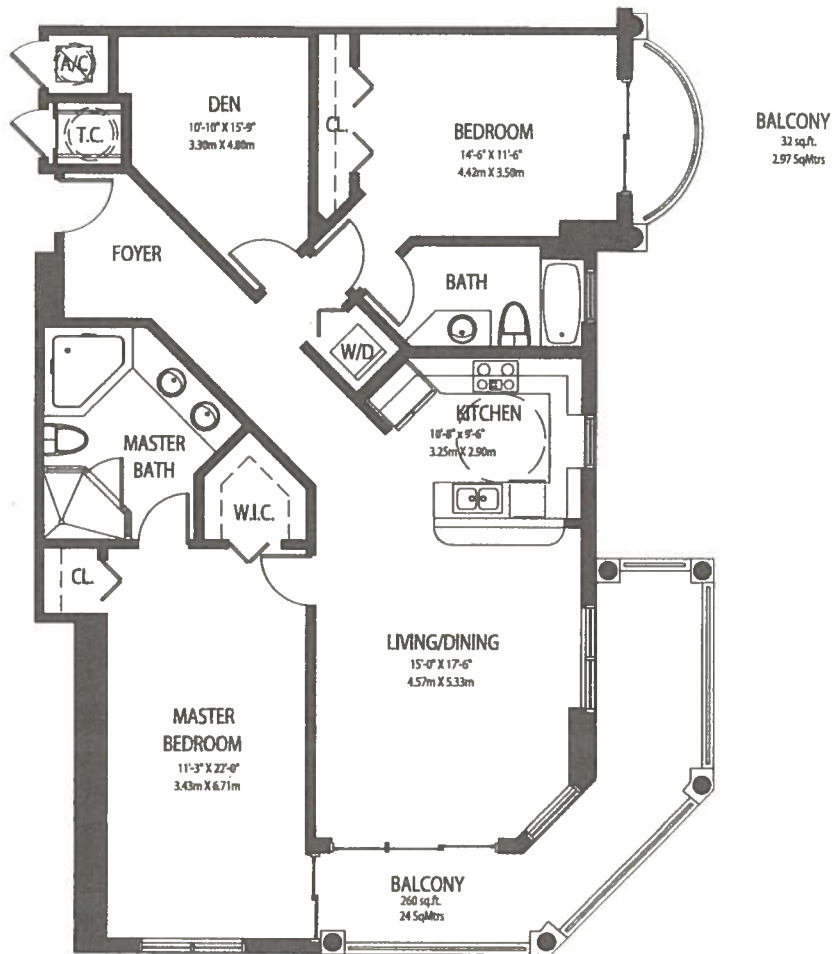 A/C
T.C.
DEN
10'-10" X 15'-9"
3.30m X 4.80m
CL.
BEDROOM
14'-6" X 11'-6"
4.42m X 3.50m
BALCONY
32 sq.ft.
2.97 SqMtrs
FOYER
BATH
W/D
KITCHEN
10'-8" x 9'-6"
3.25m X 2.90m
MASTER
BATH
W.I.C.
CL.
LIVING/DINING
15'-0" X 17'-6"
4.57m X 5.33m
MASTER
BEDROOM
11'-3" X 22'-0"
3.43m X 6.71m
BALCONY
260 sq.ft.
24 SqMtrs